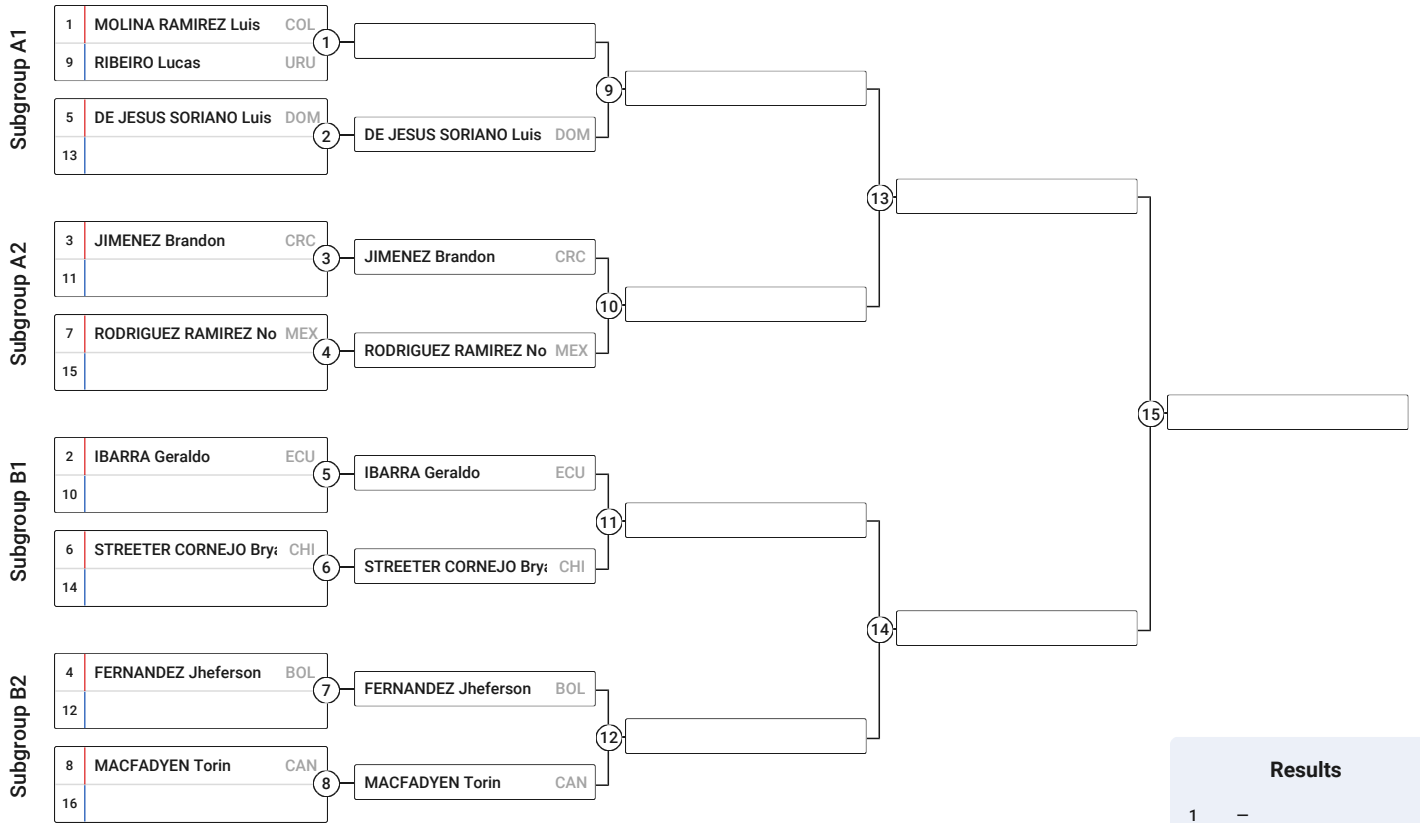 Subgroup A1
1 MOLINA RAMIREZ Luis COL
9 RIBEIRO Lucas URU
1
5 DE JESUS SORIANO Luis DOM
13
2
DE JESUS SORIANO Luis DOM
9
Subgroup A2
3 JIMENEZ Brandon CRC
11
3
JIMENEZ Brandon CRC
7 RODRIGUEZ RAMIREZ No MEX
15
4
RODRIGUEZ RAMIREZ No MEX
10
13
Subgroup B1
2 IBARRA Geraldo ECU
10
5
IBARRA Geraldo ECU
6 STREETER CORNEJO Brya CHI
14
6
STREETER CORNEJO Brya CHI
11
Subgroup B2
4 FERNANDEZ Jheferson BOL
12
7
FERNANDEZ Jheferson BOL
8 MACFADYEN Torin CAN
16
8
MACFADYEN Torin CAN
12
14
15
Results
1 –